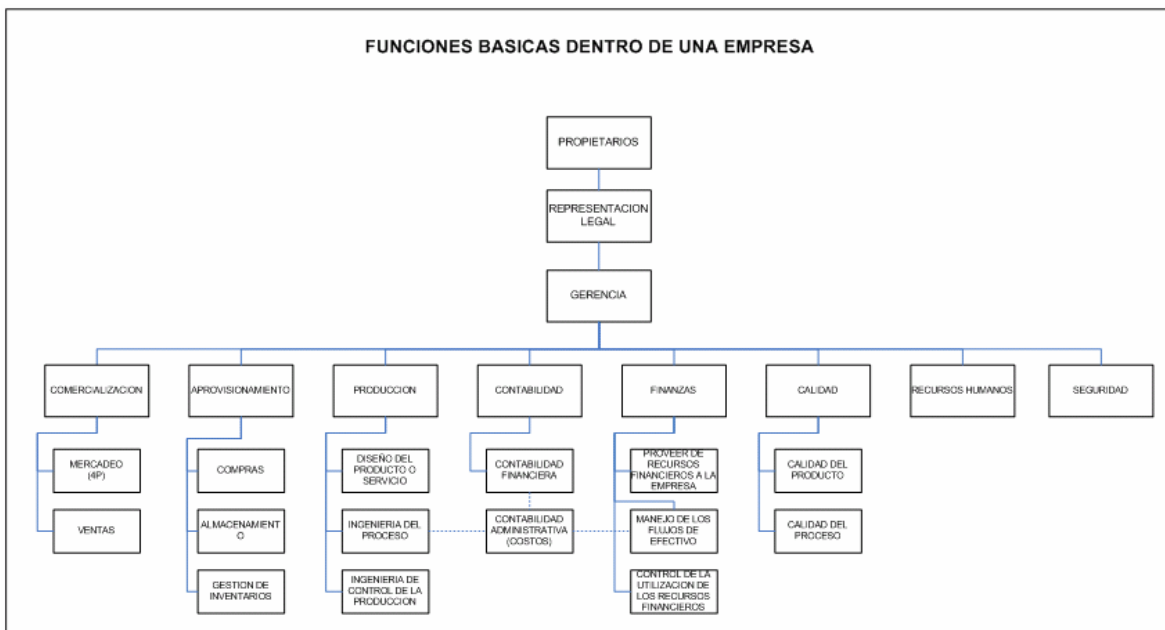 FUNCIONES BASICAS DENTRO DE UNA EMPRESA
PROPIETARIOS
REPRESENTACION
LEGAL
GERENCIA
COMERCIALIZACION
APROVISIONAMIENTO
PRODUCCION
CONTABILIDAD
FINANZAS
CALIDAD
RECURSOS HUMANOS
SEGURIDAD
MERCADEO
(4P)
COMPRAS
DISEÑO DEL
PRODUCTO O
SERVICIO
CONTABILIDAD
FINANCIERA
PROVEER DE
RECURSOS
FINANCIEROS A LA
EMPRESA
CALIDAD DEL
PRODUCTO
VENTAS
ALMACENAMIENT
O
INGENIERIA DEL
PROCESO
CONTABILIDAD
ADMINISTRATIVA
(COSTOS)
MANEJO DE LOS
FLUJOS DE
EFECTIVO
CALIDAD DEL
PROCESO
GESTION DE
INVENTARIOS
INGENIERIA DE
CONTROL DE LA
PRODUCCION
CONTROL DE LA
UTILIZACION DE
LOS RECURSOS
FINANCIEROS